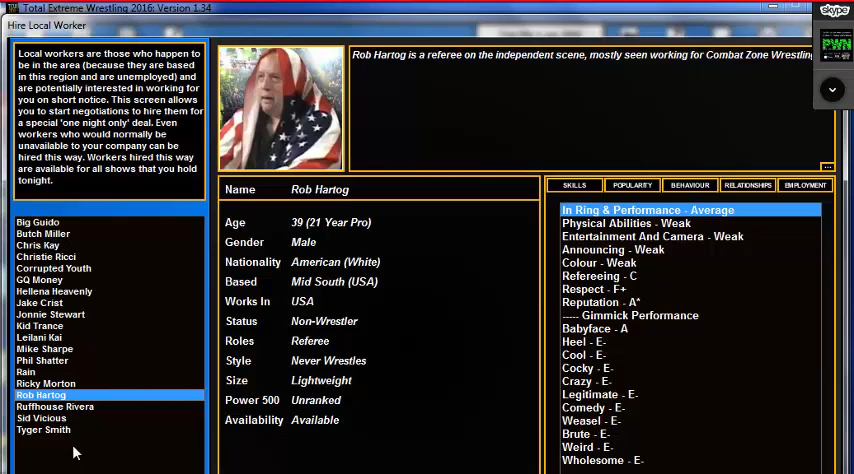 Total Extreme Wrestling 2016: Version 1.34
Hire Local Worker
skype
Local workers are those who happen to
be in the area (because they are based
in this region and are unemployed) and
are potentially interested in working for
you on short notice. This screen allows
you to start negotiations to hire them for
a special 'one night only' deal. Even
workers who would normally be
unavailable to your company can be
hired this way. Workers hired this way
are available for all shows that you hold
tonight.
Rob Hartog is a referee on the independent scene, mostly seen working for Combat Zone Wrestling
...
Big Guido
Butch Miller
Chris Kay
Christie Ricci
Corrupted Youth
GQ Money
Hellena Heavenly
Jake Crist
Jonnie Stewart
Kid Trance
Leilani Kai
Mike Sharpe
Phil Shatter
Rain
Ricky Morton
Rob Hartog
Ruffhouse Rivera
Sid Vicious
Tyger Smith
Name Rob Hartog
Age 39 (21 Year Pro)
Gender Male
Nationality American (White)
Based Mid South (USA)
Works In USA
Status Non-Wrestler
Roles Referee
Style Never Wrestles
Size Lightweight
Power 500 Unranked
Availability Available
SKILLS POPULARITY BEHAVIOUR RELATIONSHIPS EMPLOYMENT
In Ring & Performance - Average
Physical Abilities - Weak
Entertainment And Camera - Weak
Announcing - Weak
Colour - Weak
Refereeing - C
Respect - F+
Reputation - A*
----- Gimmick Performance
Babyface - A
Heel - E-
Cool - E-
Cocky - E-
Crazy - E-
Legitimate - E-
Comedy - E-
Weasel - E-
Brute - E-
Weird - E-
Wholesome - E-